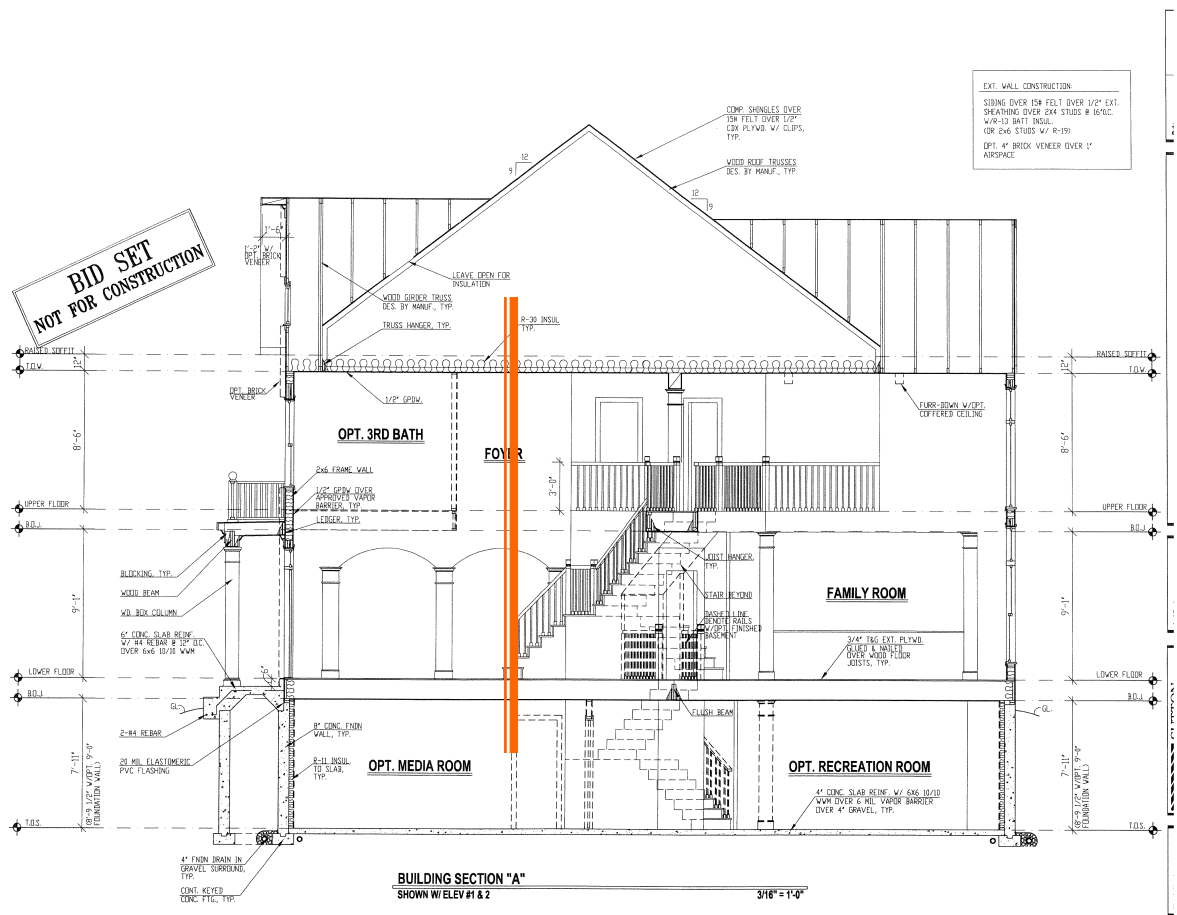 EXT. WALL CONSTRUCTION:
SIDING OVER 15# FELT OVER 1/2" EXT.
SHEATHING OVER 2X4 STUDS @ 16"O.C.
W/R-13 BATT INSUL.
(OR 2x6 STUDS W/ R-19)
OPT. 4" BRICK VENEER OVER 1"
AIRSPACE
COMP. SHINGLES OVER
15# FELT OVER 1/2"
CDX PLYWD. W/ CLIPS,
TYP.
12
9
WOOD ROOF TRUSSES
DES. BY MANUF., TYP.
12
9
BID SET
NOT FOR CONSTRUCTION
1'-6"
1'-2" W/
OPT. BRICK
VENEER
LEAVE OPEN FOR
INSULATION
WOOD GIRDER TRUSS
DES. BY MANUF., TYP.
TRUSS HANGER, TYP.
R-30 INSUL
TYP.
RAISED SOFFIT
T.O.W.
12"
RAISED SOFFIT
T.O.W.
12"
OPT. BRICK
VENEER
1/2" GPDW.
FURR-DOWN W/OPT.
COFFERED CEILING
OPT. 3RD BATH
FOYER
8'-6"
8'-6"
2x6 FRAME WALL
3'-0"
1/2" GPDW OVER
APPROVED VAPOR
BARRIER, TYP.
LEDGER, TYP.
UPPER FLOOR
B.O.J.
UPPER FLOOR
B.O.J.
BLOCKING, TYP.
WOOD BEAM
WD. BOX COLUMN
JOIST HANGER,
TYP.
STAIR BEYOND
DASHED LINE
DENOTE RAILS
W/OPT. FINISHED
BASEMENT
FAMILY ROOM
9'-1"
9'-1"
6" CONC. SLAB REINF.
W/ #4 REBAR @ 12" O.C.
OVER 6x6 10/10 WWM
3/4" T&G EXT. PLYWD.
GLUED & NAILED
OVER WOOD FLOOR
JOISTS, TYP.
LOWER FLOOR
B.O.J.
LOWER FLOOR
B.O.J.
GL.
GL.
FLUSH BEAM
2-#4 REBAR
8" CONC. FNDN
WALL, TYP.
20 MIL ELASTOMERIC
PVC FLASHING
R-11 INSUL
TO SLAB,
TYP.
OPT. MEDIA ROOM
OPT. RECREATION ROOM
7'-11"
(8'-9 1/2" W/OPT. 9'-0"
FOUNDATION WALL)
7'-11"
(8'-9 1/2" W/OPT. 9'-0"
FOUNDATION WALL)
4" CONC. SLAB REINF. W/ 6X6 10/10
WWM OVER 6 MIL. VAPOR BARRIER
OVER 4" GRAVEL, TYP.
T.O.S.
T.O.S.
4" FNDN DRAIN IN
GRAVEL SURROUND,
TYP.
CONT. KEYED
CONC. FTG., TYP.
BUILDING SECTION "A"
SHOWN W/ ELEV #1 & 2
3/16" = 1'-0"